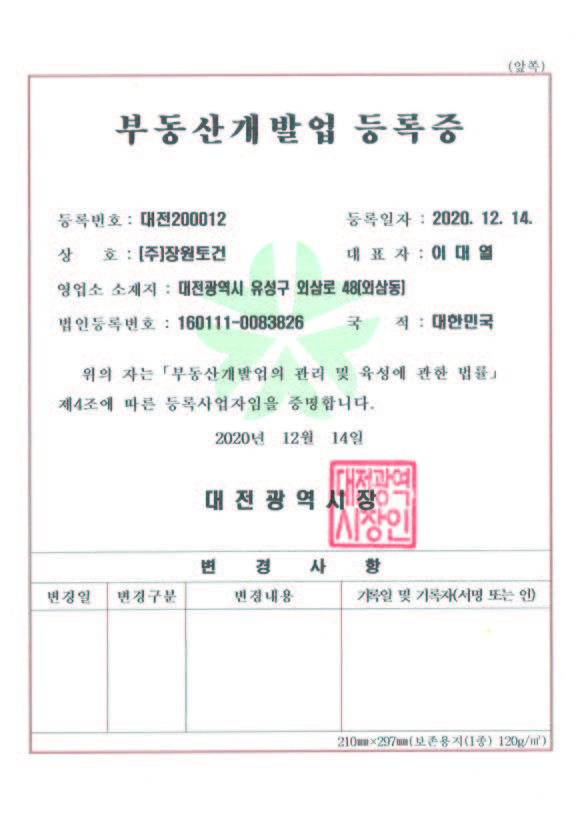 (앞쪽)
부동산개발업 등록증
등록번호 : 대전200012 등록일자 : 2020. 12. 14.
상 호 : (주)장원토건 대 표 자 : 이 대 열
영업소 소재지 : 대전광역시 유성구 외삼로 48(외삼동)
법인등록번호 : 160111-0083826 국 적 : 대한민국
위의 자는 「부동산개발업의 관리 및 육성에 관한 법률」
제4조에 따른 등록사업자임을 증명합니다.
2020년 12월 14일
대 전 광 역 시 장
대전광역
시장인
변 경 사 항
변경일 변경구분 변경내용 기록일 및 기록자(서명 또는 인)
210㎜×297㎜(보존용지(1종) 120g/㎡)